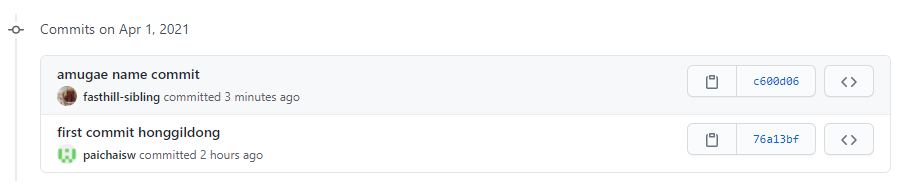 Commits on Apr 1, 2021
amugae name commit
fasthill-sibling committed 3 minutes ago
c600d06
first commit honggildong
paichaisw committed 2 hours ago
76a13bf